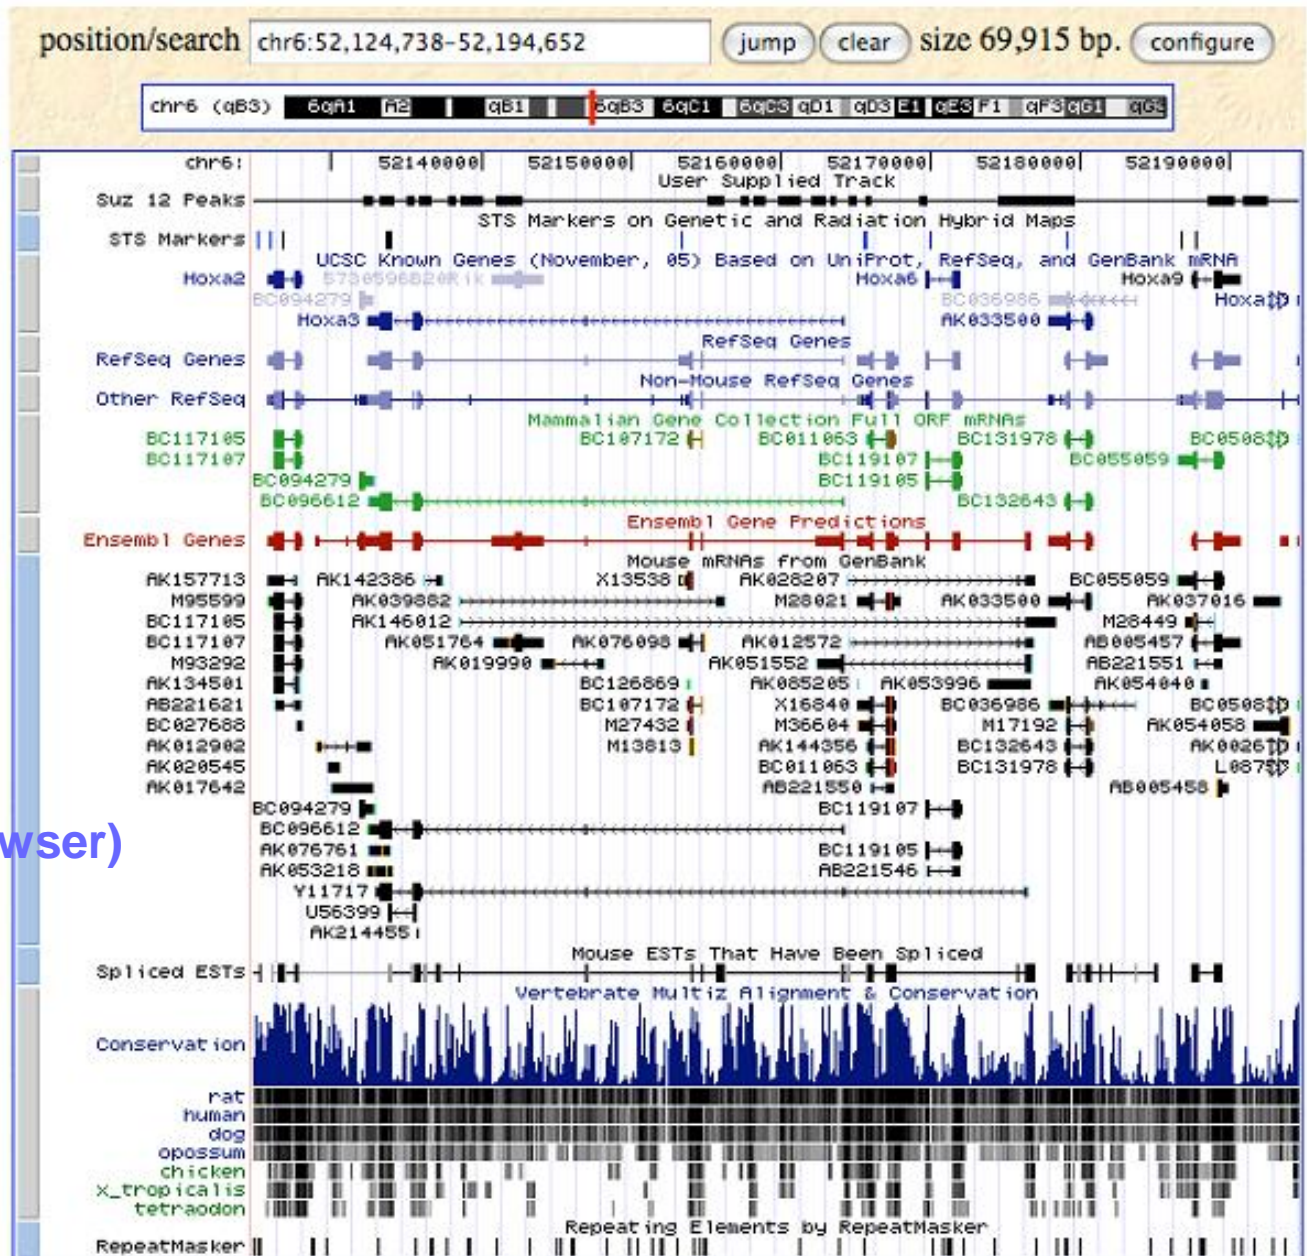 position/search chr6:52,124,738-52,194,652 jump clear size 69,915 bp. configure
chr6 (qB3) 6qA1 A2 qB1 6qB3 6qC1 6qC3 qD1 qD3 E1 qE3 F1 qF3 qG1 qG3
chr6: 52140000 52150000 52160000 52170000 52180000 52190000
User Supplied Track
Suz 12 Peaks
STS Markers on Genetic and Radiation Hybrid Maps
STS Markers
UCSC Known Genes (November, 05) Based on UniProt, RefSeq, and GenBank mRNA
Hoxa2 5730596B20Rik Hoxa6 Hoxa9
BC094279 BC036986
Hoxa3 AK033500
RefSeq Genes
RefSeq Genes
Non-Mouse RefSeq Genes
Other RefSeq
Mammalian Gene Collection Full ORF mRNAs
BC117105 BC107172 BC011063 BC131978 BC0508
BC117107 BC119107 BC055059
BC094279 BC119105
BC096612 BC132643
Ensembl Gene Predictions
Ensembl Genes
Mouse mRNAs from GenBank
AK157713 AK142386 X13538 AK028207 BC055059
M95599 AK039882 M28021 AK033500 AK037016
BC117105 AK146012 M28449
BC117107 AK051764 AK076098 AK012572 AB005457
M93292 AK019990 AK051552 AB221551
AK134501 BC126869 AK085205 AK053996 AK054040
AB221621 BC107172 X16840 BC036986 BC0508
BC027688 M27432 M36604 M17192 AK054058
AK012902 M13813 AK144356 BC132643 AK0026
AK020545 BC011063 BC131978 L087
AK017642 AB221550 AB005458
BC094279 BC119107
wser)
BC096612
AK076761 BC119105
AK053218 AB221546
Y11717
U56399
AK214455
Mouse ESTs That Have Been Spliced
Spliced ESTs
Vertebrate Multiz Alignment & Conservation
Conservation
rat
human
dog
opossum
chicken
x_tropicalis
tetraodon
Repeating Elements by RepeatMasker
RepeatMasker